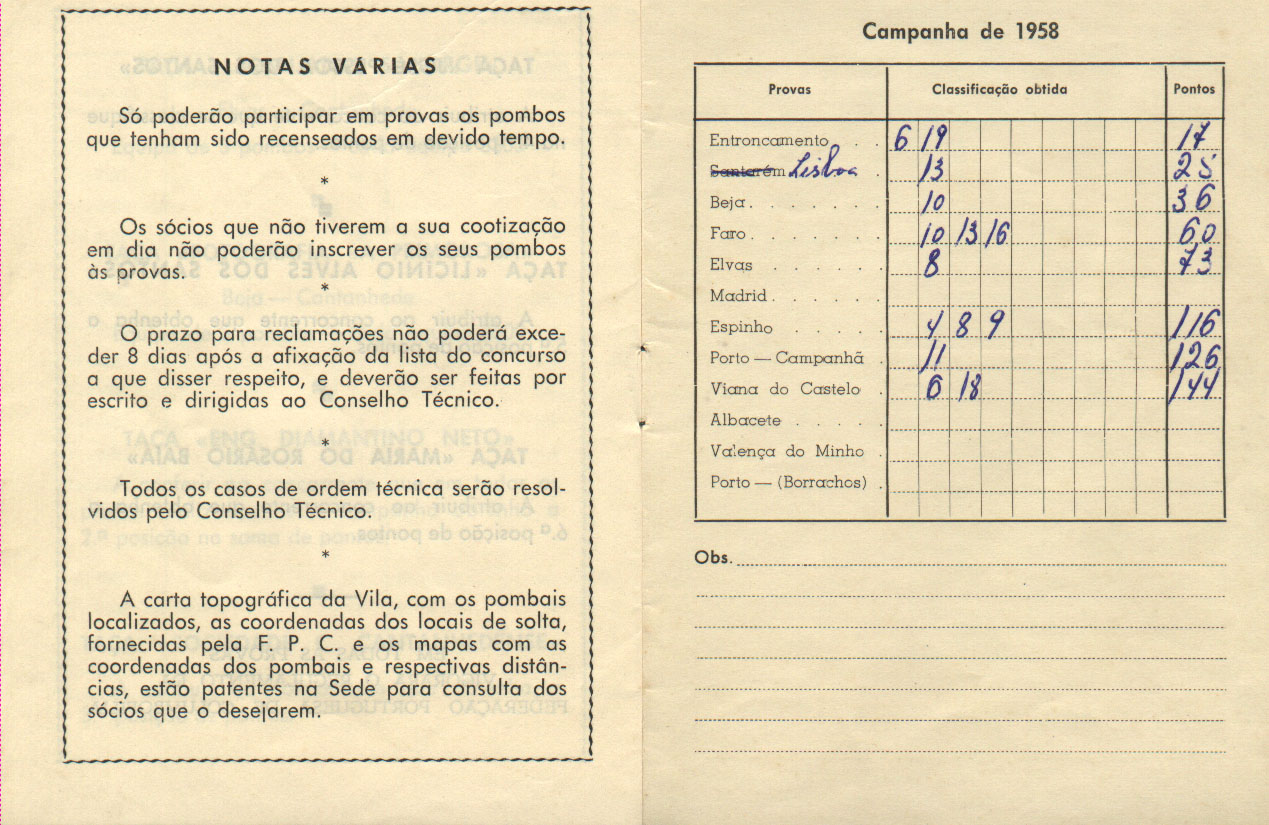 NOTAS VÁRIAS
Só poderão participar em provas os pombos
que tenham sido recenseados em devido tempo.
*
Os sócios que não tiverem a sua cootização
em dia não poderão inscrever os seus pombos
às provas.
*
O prazo para reclamações não poderá exce-
der 8 dias após a afixação da lista do concurso
a que disser respeito, e deverão ser feitas por
escrito e dirigidas ao Conselho Técnico.
*
Todos os casos de ordem técnica serão resol-
vidos pelo Conselho Técnico.
*
A carta topográfica da Vila, com os pombais
localizados, as coordenadas dos locais de solta,
fornecidas pela F. P. C. e os mapas com as
coordenadas dos pombais e respectivas distân-
cias, estão patentes na Sede para consulta dos
sócios que o desejarem.
Campanha de 1958
Provas Classificação obtida Pontos
Entroncamento . . 6 19 17
Santarém Lisboa . 13 25
Beja . . . . . 10 36
Faro . . . . . 10 13 16 60
Elvas . . . . . 8 73
Madrid . . . .
Espinho . . . . 4 8 9 116
Porto — Campanhã . 11 126
Viana do Castelo . 6 18 144
Albacete . . . .
Valença do Minho .
Porto — (Borrachos) .
Obs.